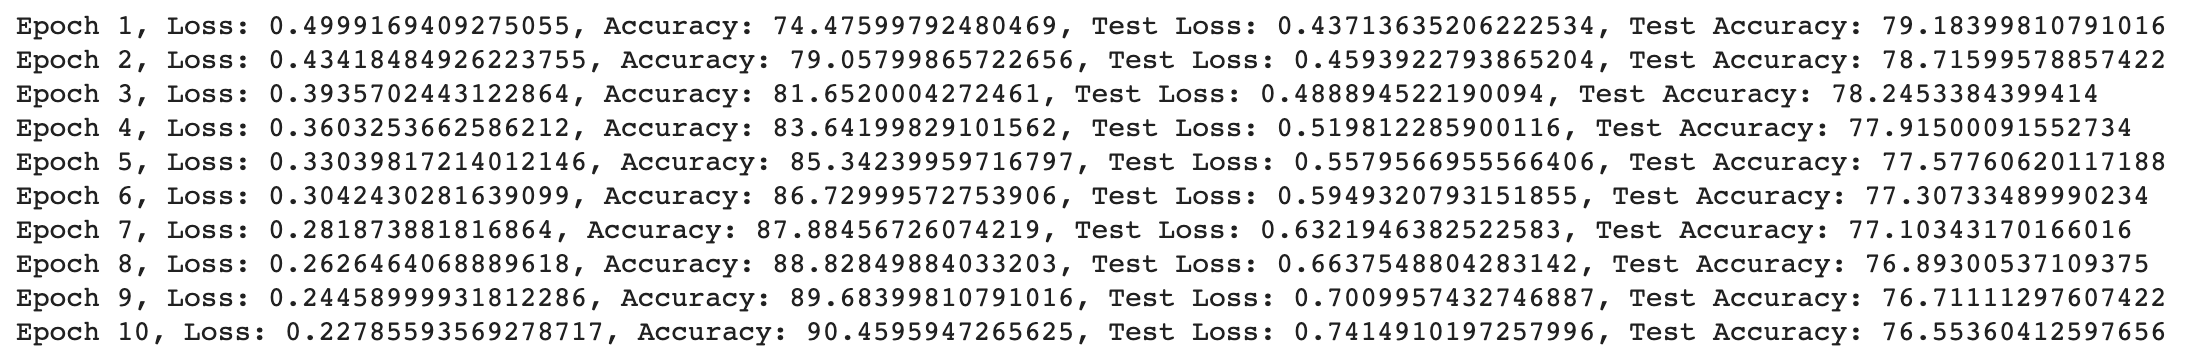 Epoch 1, Loss: 0.4999169409275055, Accuracy: 74.47599792480469, Test Loss: 0.43713635206222534, Test Accuracy: 79.18399810791016
Epoch 2, Loss: 0.43418484926223755, Accuracy: 79.05799865722656, Test Loss: 0.4593922793865204, Test Accuracy: 78.71599578857422
Epoch 3, Loss: 0.3935702443122864, Accuracy: 81.6520004272461, Test Loss: 0.488894522190094, Test Accuracy: 78.2453384399414
Epoch 4, Loss: 0.3603253662586212, Accuracy: 83.64199829101562, Test Loss: 0.519812285900116, Test Accuracy: 77.91500091552734
Epoch 5, Loss: 0.33039817214012146, Accuracy: 85.34239959716797, Test Loss: 0.5579566955566406, Test Accuracy: 77.57760620117188
Epoch 6, Loss: 0.3042430281639099, Accuracy: 86.72999572753906, Test Loss: 0.5949320793151855, Test Accuracy: 77.30733489990234
Epoch 7, Loss: 0.281873881816864, Accuracy: 87.88456726074219, Test Loss: 0.6321946382522583, Test Accuracy: 77.10343170166016
Epoch 8, Loss: 0.2626464068889618, Accuracy: 88.82849884033203, Test Loss: 0.6637548804283142, Test Accuracy: 76.89300537109375
Epoch 9, Loss: 0.24458999931812286, Accuracy: 89.68399810791016, Test Loss: 0.7009957432746887, Test Accuracy: 76.71111297607422
Epoch 10, Loss: 0.22785593569278717, Accuracy: 90.4595947265625, Test Loss: 0.7414910197257996, Test Accuracy: 76.55360412597656